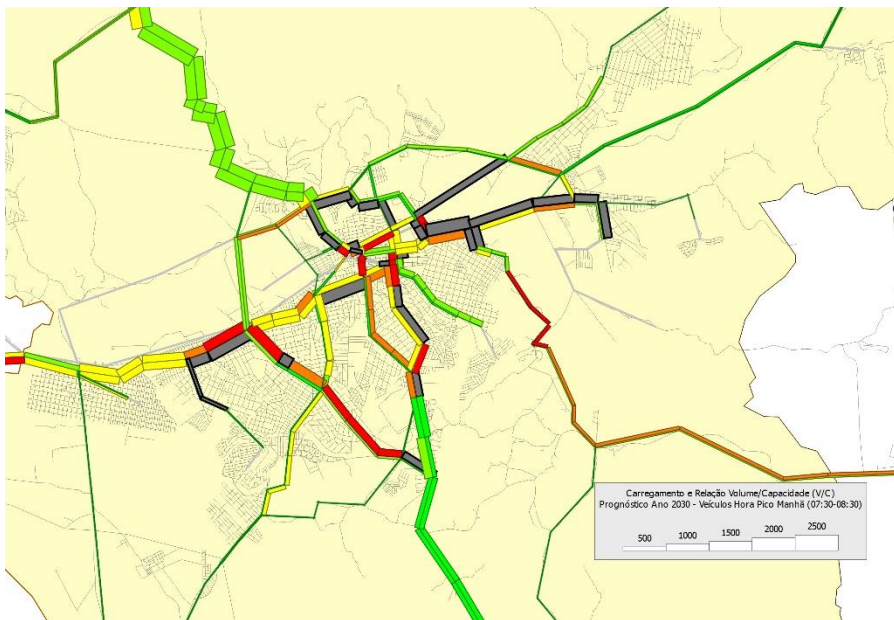 Carregamento e Relação Volume/Capacidade (V/C)
Prognóstico Ano 2030 - Veículos Hora Pico Manhã (07:30-08:30)
500 1000 1500 2000 2500